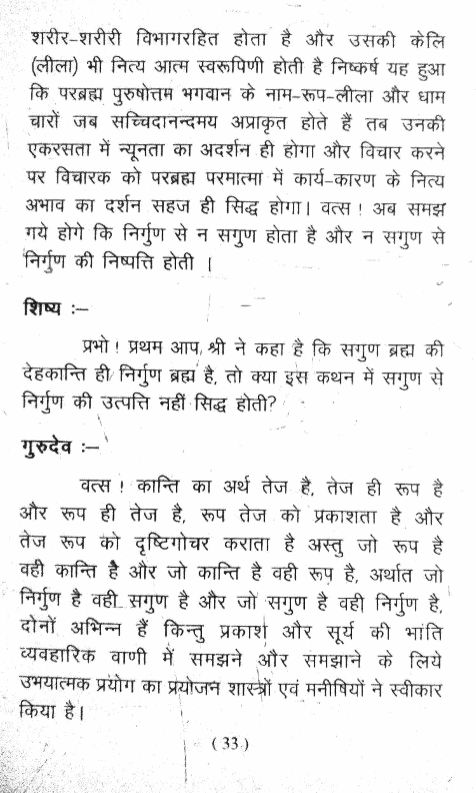 शरीर-शरीरी विभागरहित होता है और उसकी केलि
(लीला) भी नित्य आत्म स्वरूपिणी होती है निष्कर्ष यह हुआ
कि परब्रह्म पुरुषोत्तम भगवान के नाम-रूप-लीला और धाम
चारों जब सच्चिदानन्दमय अप्राकृत होते हैं तब उनकी
एकरसता में न्यूनता का अदर्शन ही होगा और विचार करने
पर विचारक को परब्रह्म परमात्मा में कार्य-कारण के नित्य
अभाव का दर्शन सहज ही सिद्ध होगा। वत्स ! अब समझ
गये होगे कि निर्गुण से न सगुण होता है और न सगुण से
निर्गुण की निष्पत्ति होती ।
शिष्य :–
प्रभो ! प्रथम आप श्री ने कहा है कि सगुण ब्रह्म की
देहकान्ति ही निर्गुण ब्रह्म है, तो क्या इस कथन में सगुण से
निर्गुण की उत्पत्ति नहीं सिद्ध होती?
गुरुदेव :–
वत्स ! कान्ति का अर्थ तेज है, तेज ही रूप है
और रूप ही तेज है, रूप तेज को प्रकाशता है और
तेज रूप को दृष्टिगोचर कराता है अस्तु जो रूप है
वही कान्ति है और जो कान्ति है वही रूप है, अर्थात जो
निर्गुण है वही सगुण है और जो सगुण है वही निर्गुण है,
दोनों अभिन्न हैं किन्तु प्रकाश और सूर्य की भांति
व्यवहारिक वाणी में समझने और समझाने के लिये
उभयात्मक प्रयोग का प्रयोजन शास्त्रों एवं मनीषियों ने स्वीकार
किया है।
( 33 )